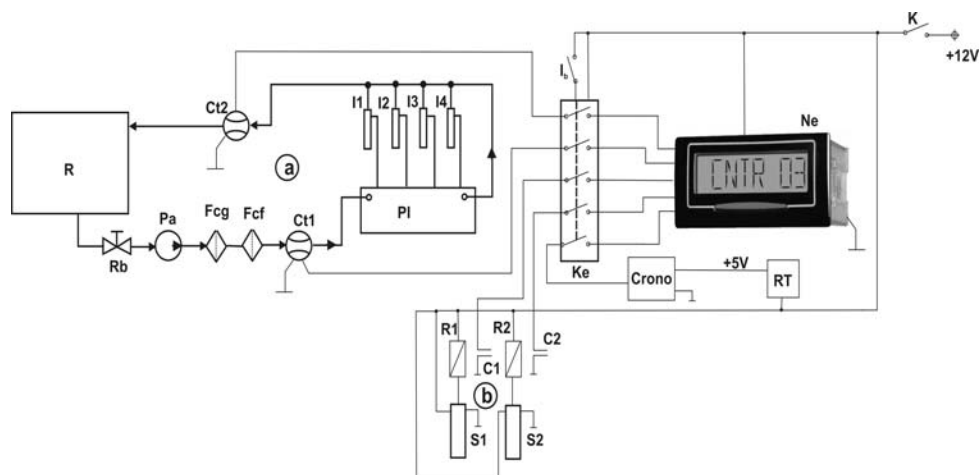 K
+12V
Ib
Ct2
I1 I2 I3 I4
Ne
CNTR 03
R
a
Pa Fcg Fcf Ct1
PI
Rb
Ke
Crono
+5V
RT
R1 R2 C2
C1
b
S1 S2